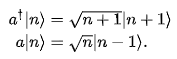 a†|n⟩ = √(n + 1)|n + 1⟩
a|n⟩ = √n|n − 1⟩.